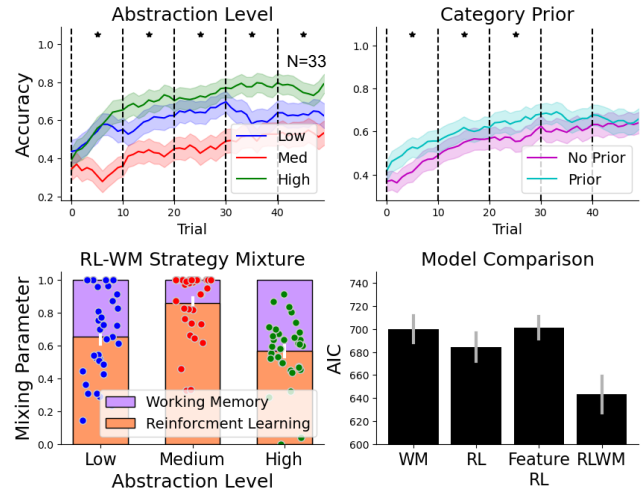 Abstraction Level
Accuracy
1.0
0.8
0.6
0.4
0.2
★ ★ ★ ★ ★
N=33
Low
Med
High
0 10 20 30 40
Trial
Category Prior
1.0
0.8
0.6
0.4
★ ★ ★
No Prior
Prior
0 10 20 30 40
Trial
RL-WM Strategy Mixture
Mixing Parameter
1.0
0.8
0.6
0.4
0.2
0.0
Working Memory
Reinforcment Learning
Low Medium High
Abstraction Level
Model Comparison
AIC
740
720
700
680
660
640
620
600
WM RL Feature RLWM
RL